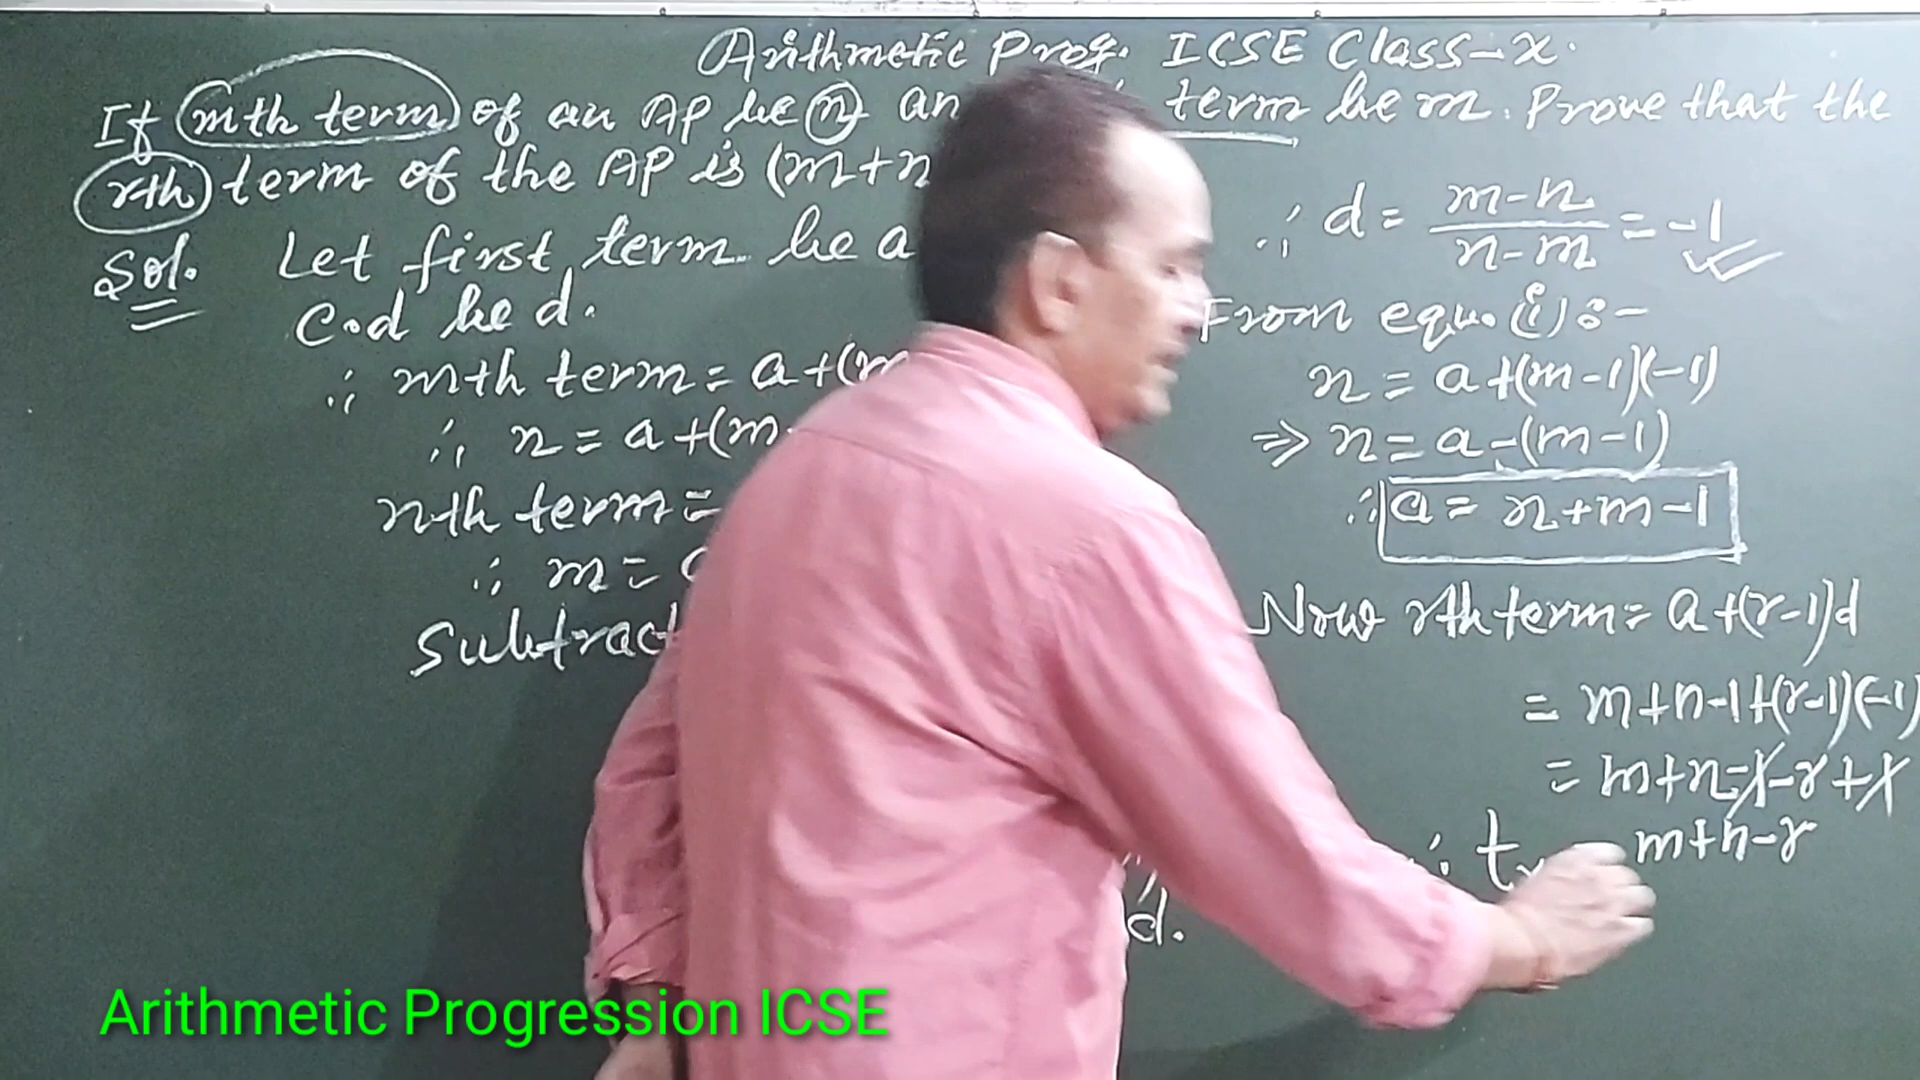 Arithmetic Prog. ICSE Class-X.
If mth term of an AP be n an term be m. Prove that the
rth term of the AP is (m+n
Sol. Let first term be a
C.d be d.
∴ mth term = a+(m
∴ n = a+(m-
nth term =
∴ m =
Subtract
d.
∴ d = m-n/n-m = -1
From equ. (i):-
n = a+(m-1)(-1)
⇒ n = a-(m-1)
∴ a = n+m-1
Now rth term = a+(r-1)d
= m+n-1+(r-1)(-1)
= m+n-1-r+1
∴ t m+n-r
Arithmetic Progression ICSE